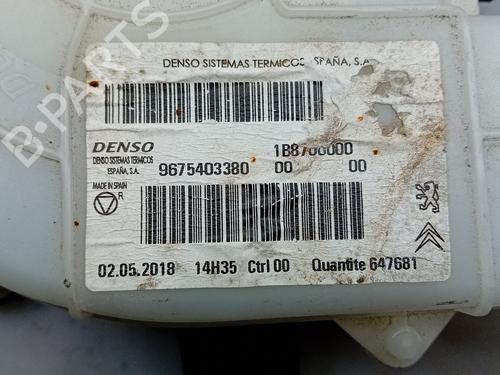 DENSO SISTEMAS TERMICOS ESPAÑA, S.A.
DENSO
DENSO SISTEMAS TERMICOS
ESPAÑA, S.A.
9675403380
1B8700000
00 00
MADE IN SPAIN
R
02.05.2018 14H35 Ctrl 00 Quantite 647681
B-PARTS